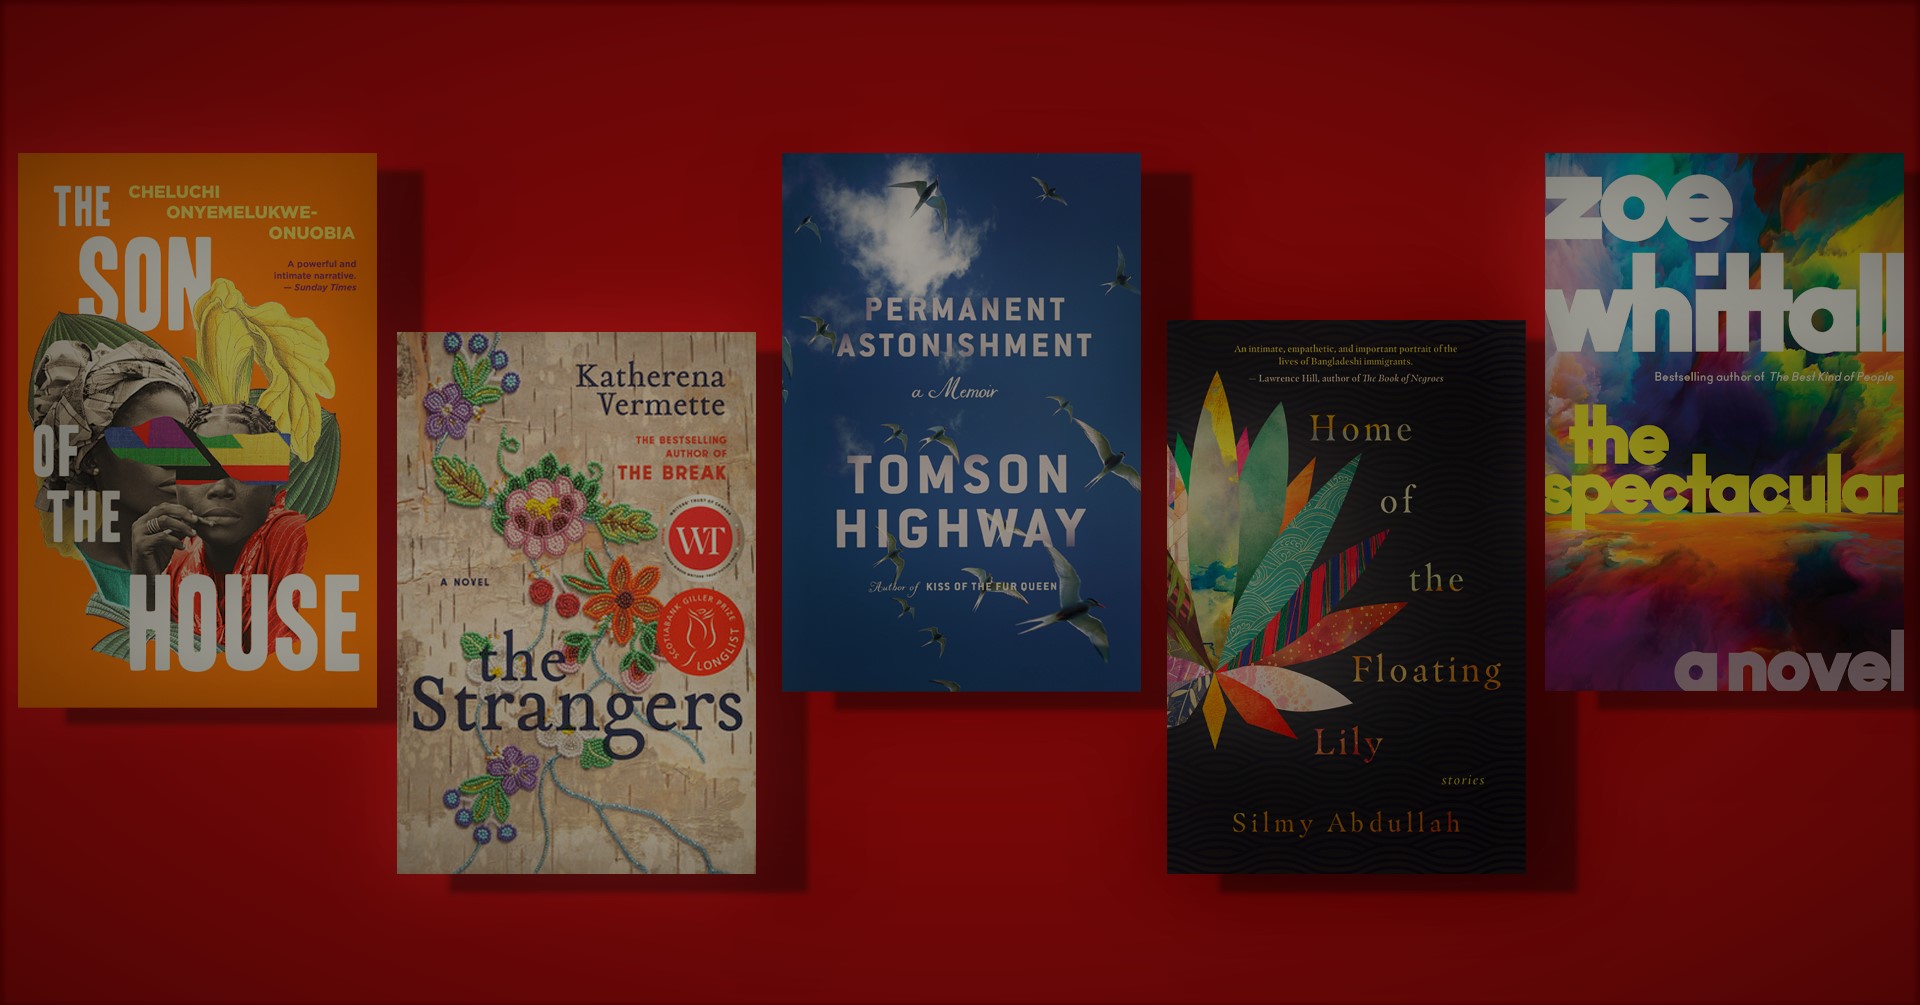 THE
CHELUCHI
ONYEMELUKWE-
ONUOBIA
SON
A powerful and
intimate narrative.
— Sunday Times
OF
THE
HOUSE
Katherena
Vermette
THE BESTSELLING
AUTHOR OF
THE BREAK
WT
A NOVEL
SCOTIABANK GILLER PRIZE
LONGLIST
the
Strangers
PERMANENT
ASTONISHMENT
a Memoir
TOMSON
HIGHWAY
Author of KISS OF THE FUR QUEEN
An intimate, empathetic, and important portrait of the
lives of Bangladeshi immigrants.
— Lawrence Hill, author of The Book of Negroes
Home
of
the
Floating
Lily
stories
Silmy Abdullah
zoe
whittall
Bestselling author of The Best Kind of People
the
spectacular
a novel